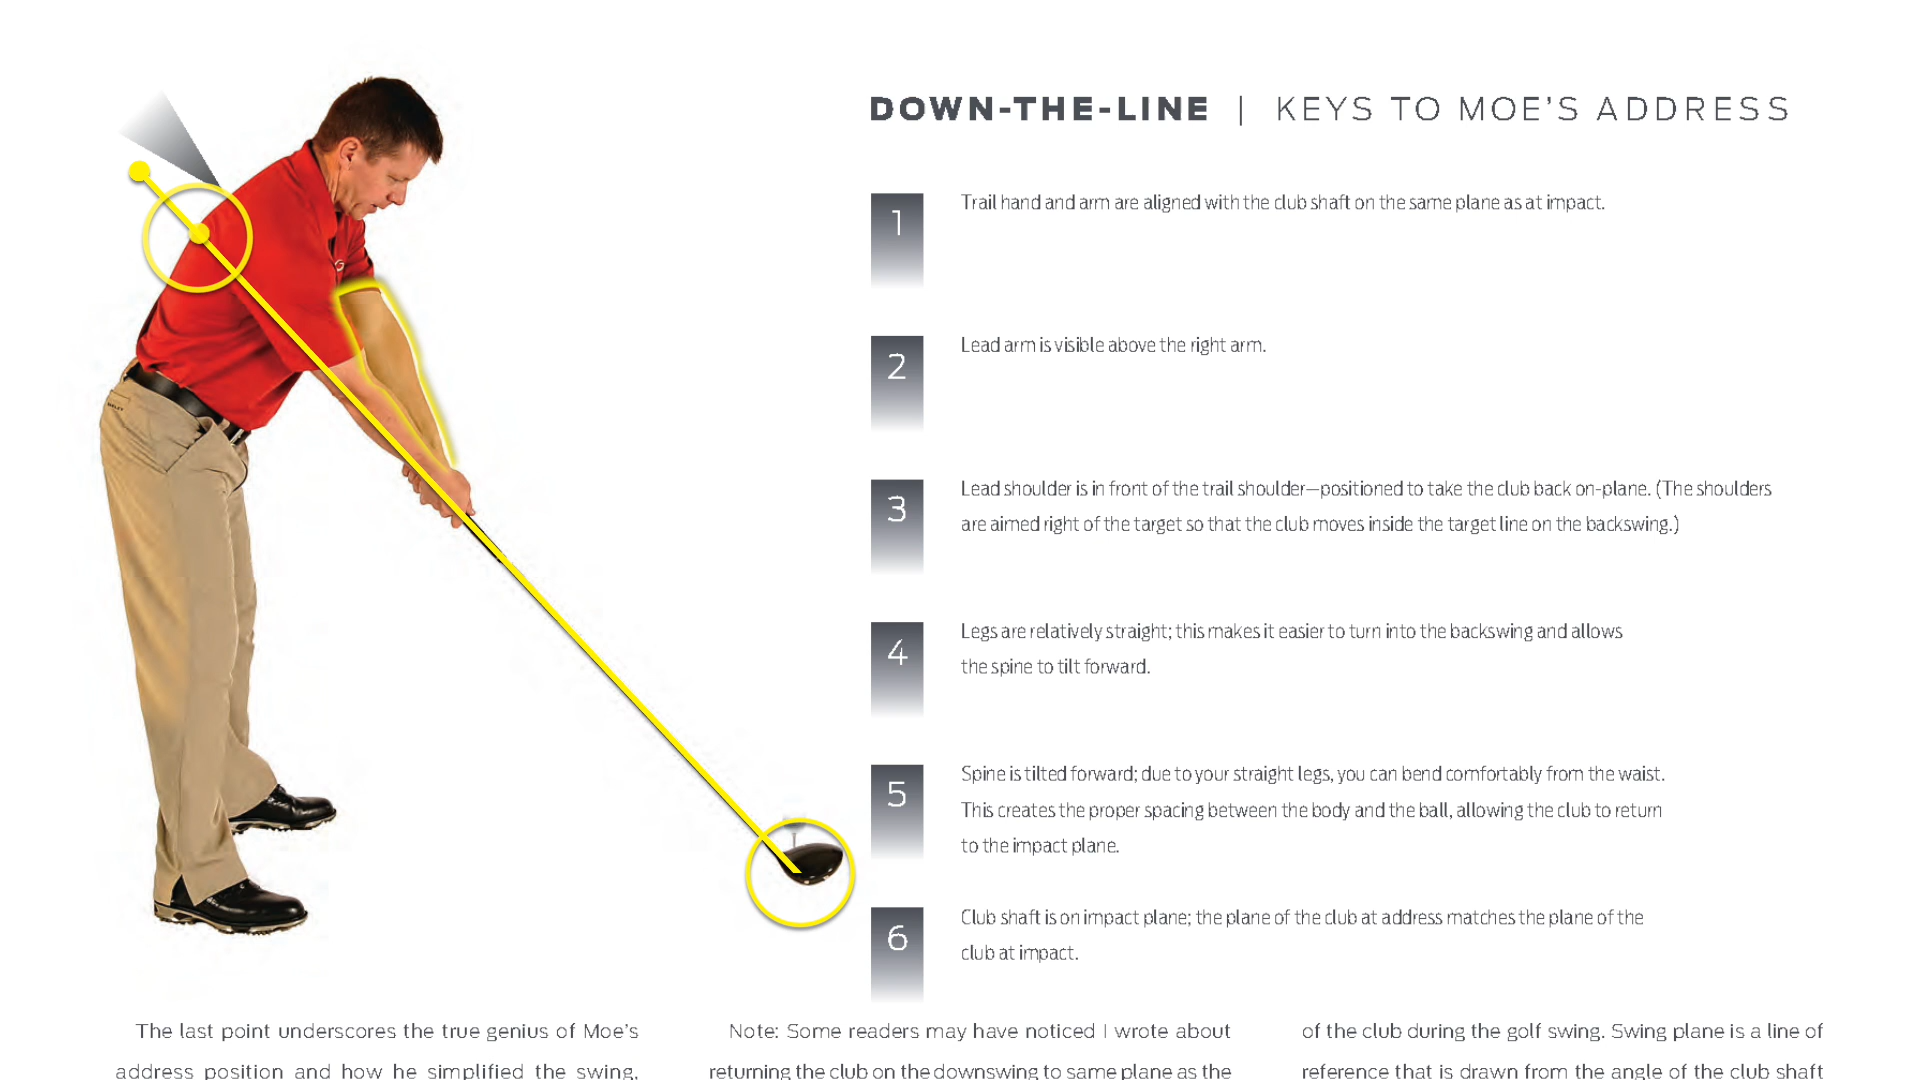 DOWN-THE-LINE | KEYS TO MOE'S ADDRESS
1
Trail hand and arm are aligned with the club shaft on the same plane as at impact.
2
Lead arm is visible above the right arm.
3
Lead shoulder is in front of the trail shoulder—positioned to take the club back on-plane. (The shoulders
are aimed right of the target so that the club moves inside the target line on the backswing.)
4
Legs are relatively straight; this makes it easier to turn into the backswing and allows
the spine to tilt forward.
5
Spine is tilted forward; due to your straight legs, you can bend comfortably from the waist.
This creates the proper spacing between the body and the ball, allowing the club to return
to the impact plane.
6
Club shaft is on impact plane; the plane of the club at address matches the plane of the
club at impact.
The last point underscores the true genius of Moe's
address position and how he simplified the swing,
Note: Some readers may have noticed I wrote about
returning the club on the downswing to same plane as the
of the club during the golf swing. Swing plane is a line of
reference that is drawn from the angle of the club shaft